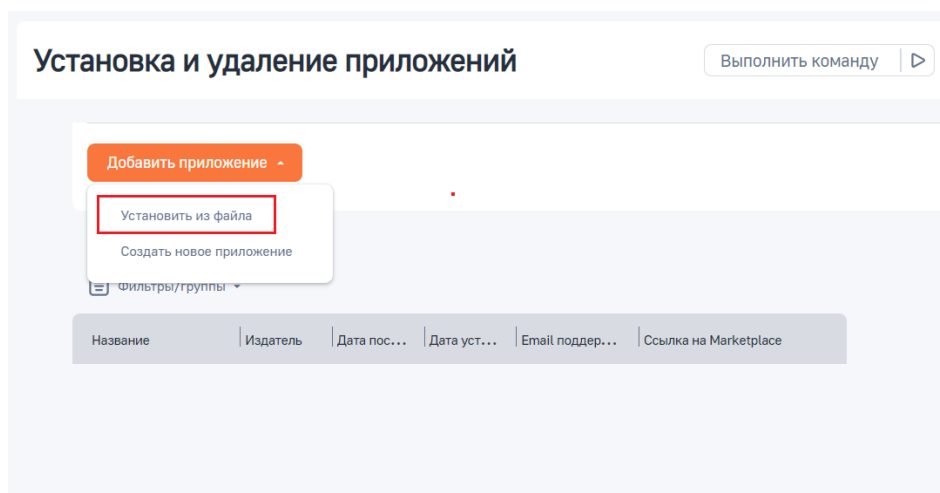 Установка и удаление приложений
Выполнить команду
Добавить приложение
Установить из файла
Создать новое приложение
Фильтры/группы
Название Издатель Дата пос... Дата уст... Email поддер... Ссылка на Marketplace